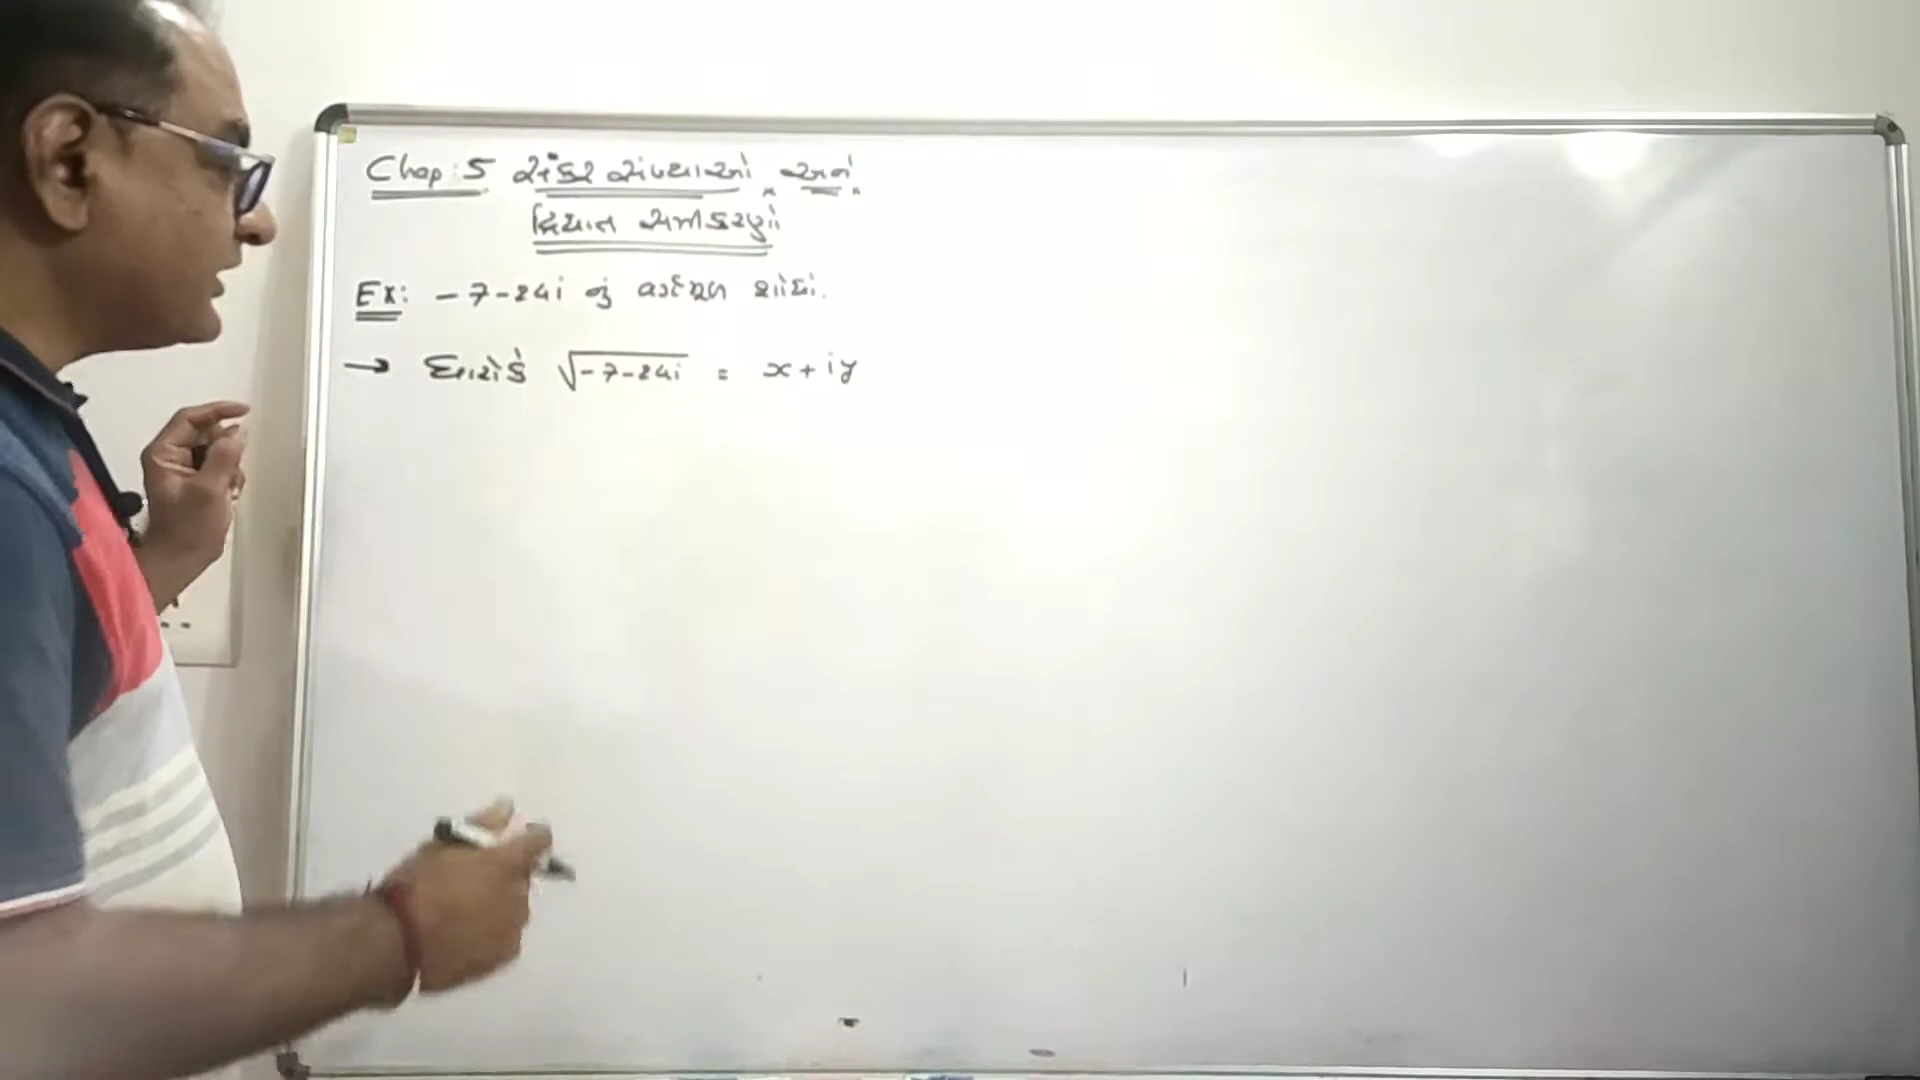 Chap: 5 સંકર સંખ્યાઓ અને
દ્વિઘાત સમીકરણો
Ex: -7-24i નું વર્ગમૂળ શોધો.
→ ધારોકે √-7-24i = x + iy